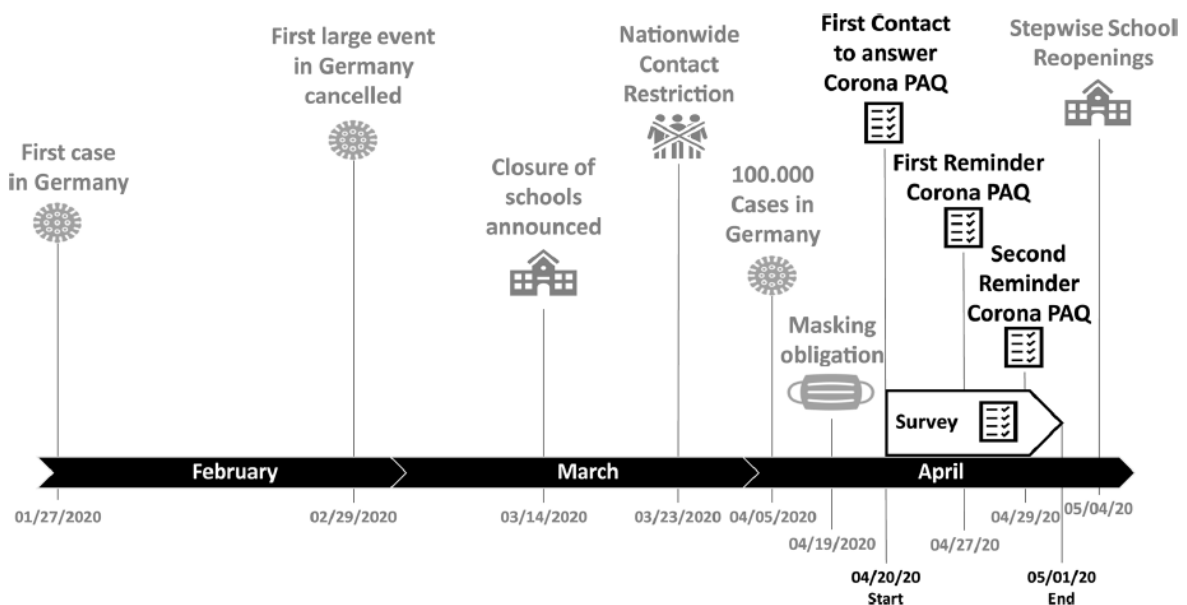 First case
in Germany
First large event
in Germany
cancelled
Closure of
schools
announced
Nationwide
Contact
Restriction
100.000
Cases in
Germany
Masking
obligation
First Contact
to answer
Corona PAQ
First Reminder
Corona PAQ
Second
Reminder
Corona PAQ
Stepwise School
Reopenings
Survey
February
March
April
01/27/2020
02/29/2020
03/14/2020
03/23/2020
04/05/2020
04/19/2020
04/20/20
Start
04/27/20
04/29/20
05/01/20
End
05/04/20